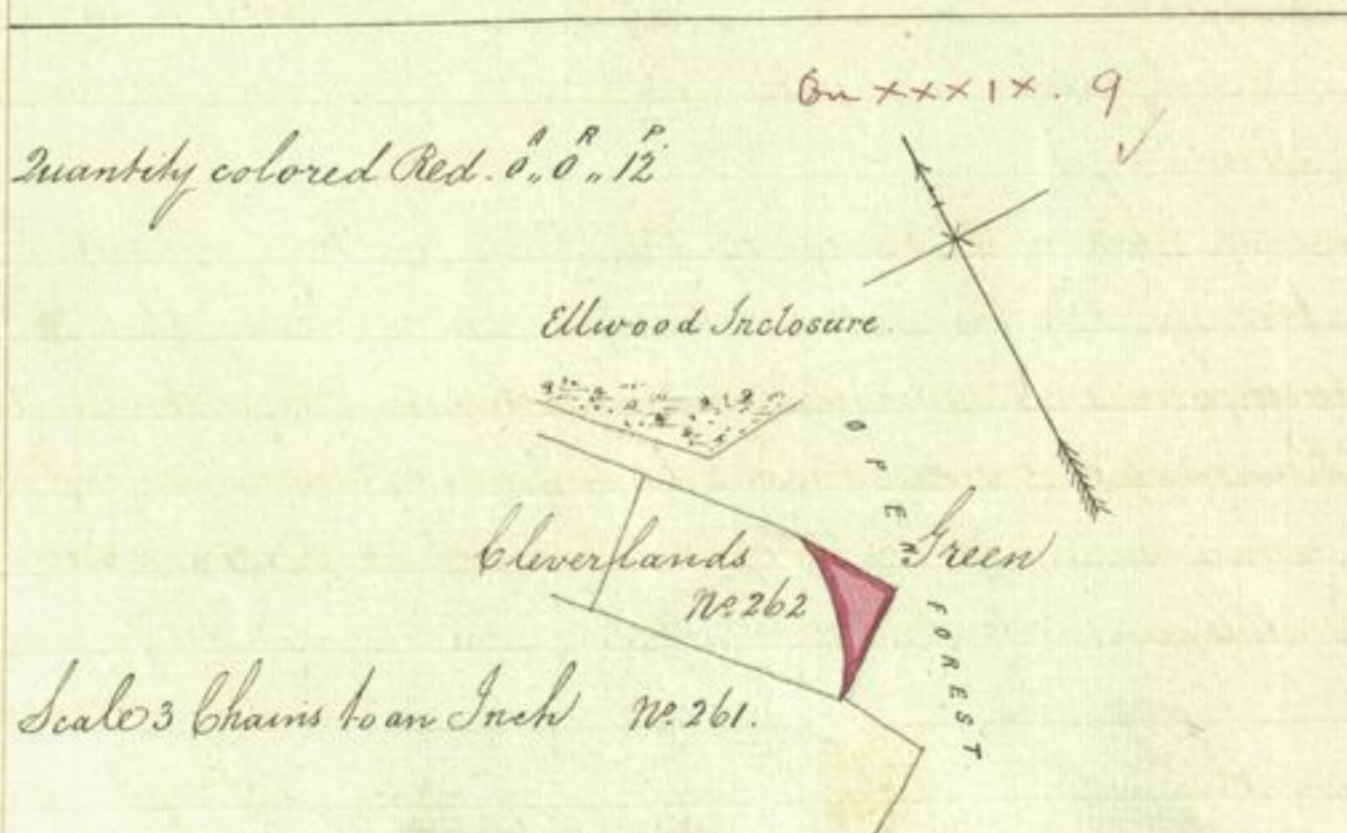 On XXXIX. 9
A R P.
Quantity colored Red. 0,, 0,, 12
Ellwood Inclosure.
OPEN
Cleverlands Green
No. 262
FOREST
Scale 3 Chains to an Inch No. 261.